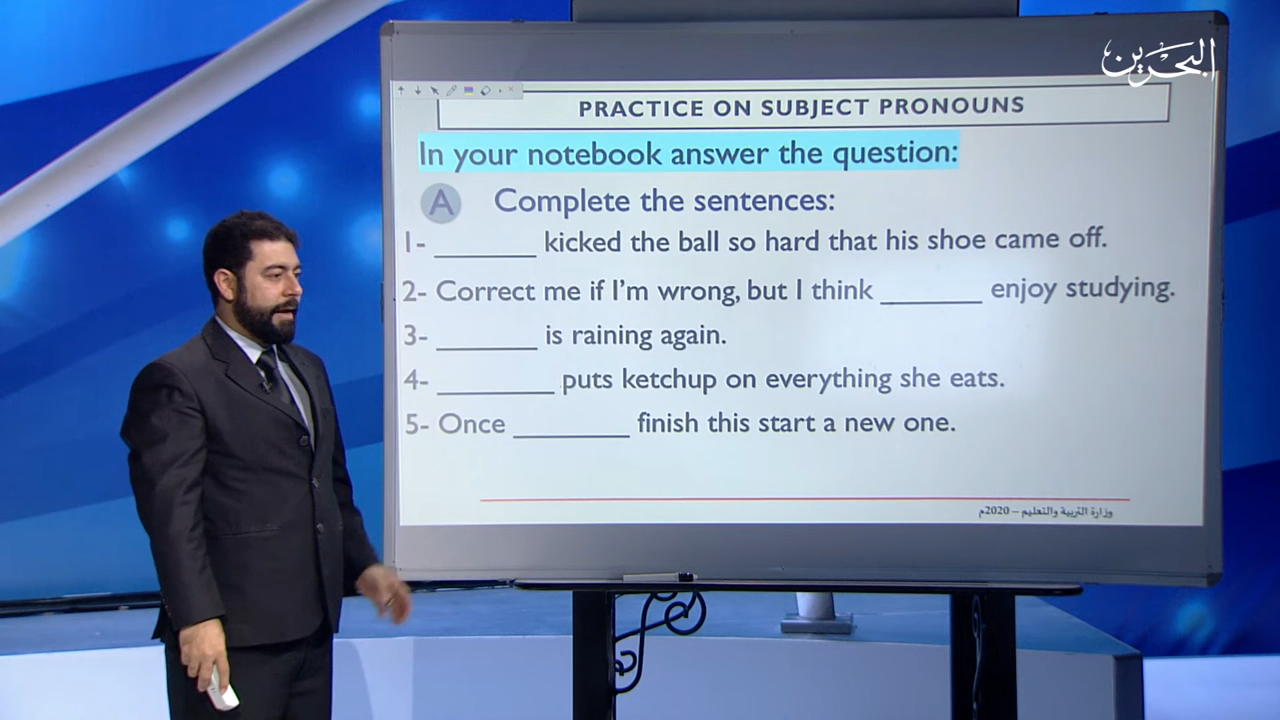 البحرين
PRACTICE ON SUBJECT PRONOUNS
In your notebook answer the question:
A Complete the sentences:
1- ________ kicked the ball so hard that his shoe came off.
2- Correct me if I'm wrong, but I think ________ enjoy studying.
3- ________ is raining again.
4- _________ puts ketchup on everything she eats.
5- Once _________ finish this start a new one.
وزارة التربية والتعليم – 2020م